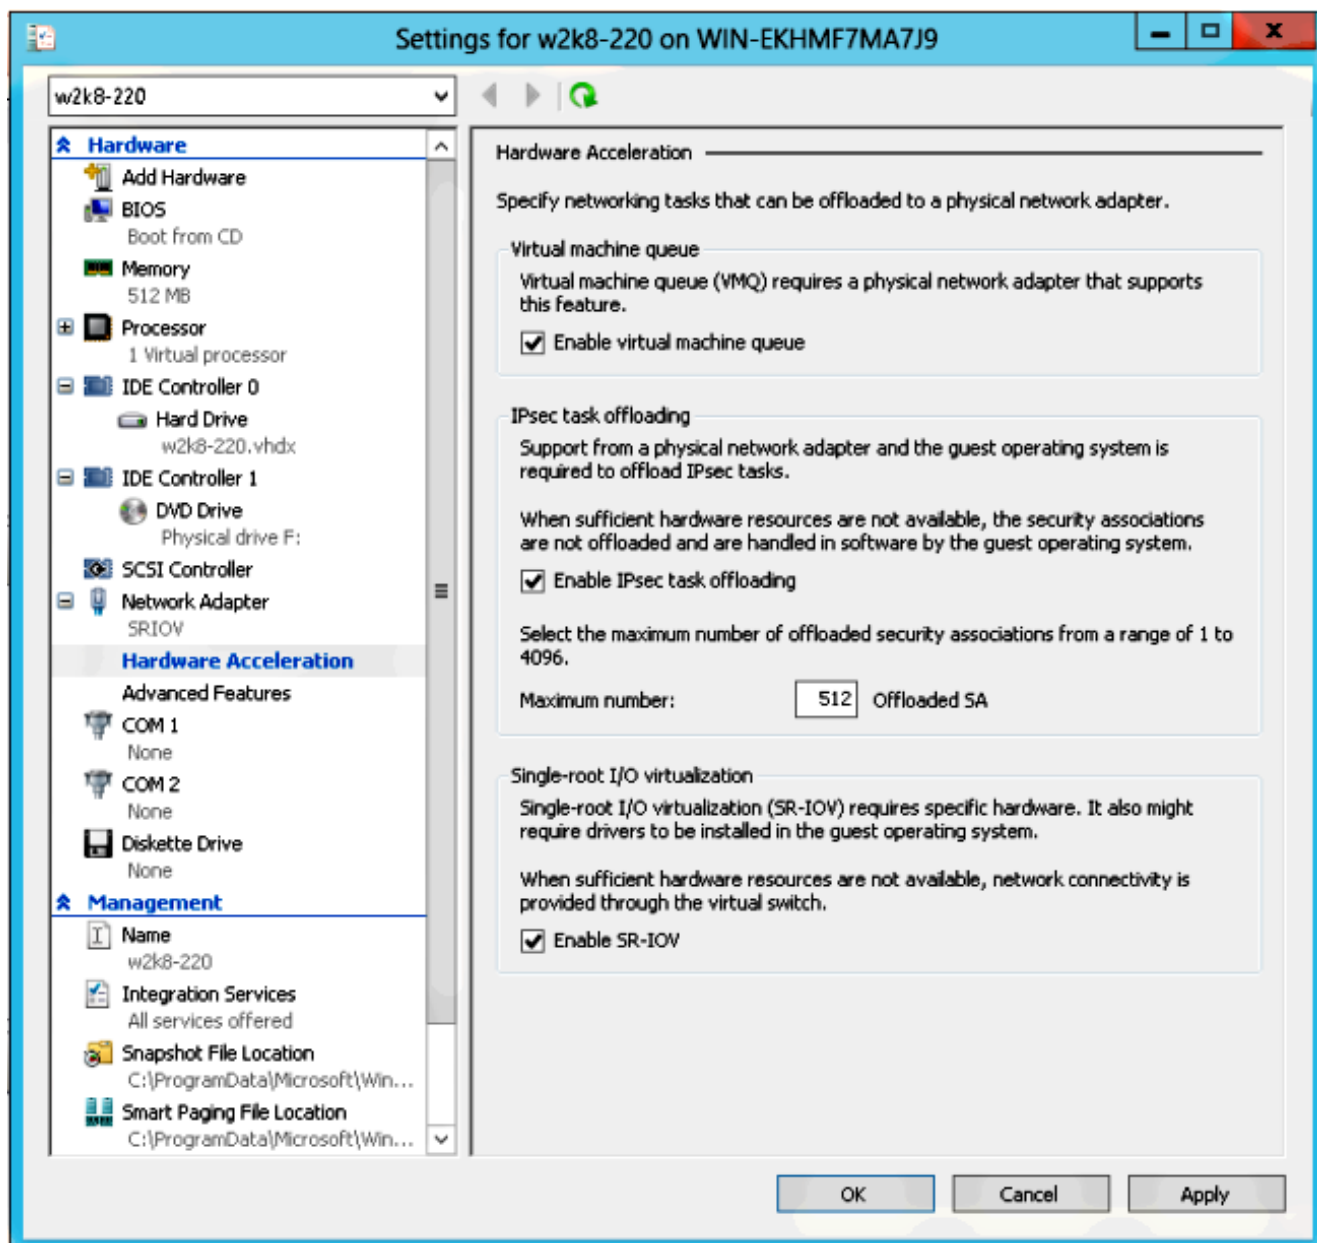 Settings for w2k8-220 on WIN-EKHMF7MA7J9
w2k8-220
Hardware
Add Hardware
BIOS
Boot from CD
Memory
512 MB
Processor
1 Virtual processor
IDE Controller 0
Hard Drive
w2k8-220.vhdx
IDE Controller 1
DVD Drive
Physical drive F:
SCSI Controller
Network Adapter
SRIOV
Hardware Acceleration
Advanced Features
COM 1
None
COM 2
None
Diskette Drive
None
Management
Name
w2k8-220
Integration Services
All services offered
Snapshot File Location
C:\ProgramData\Microsoft\Win...
Smart Paging File Location
C:\ProgramData\Microsoft\Win...
Hardware Acceleration
Specify networking tasks that can be offloaded to a physical network adapter.
Virtual machine queue
Virtual machine queue (VMQ) requires a physical network adapter that supports
this feature.
Enable virtual machine queue
IPsec task offloading
Support from a physical network adapter and the guest operating system is
required to offload IPsec tasks.
When sufficient hardware resources are not available, the security associations
are not offloaded and are handled in software by the guest operating system.
Enable IPsec task offloading
Select the maximum number of offloaded security associations from a range of 1 to
4096.
Maximum number: 512 Offloaded SA
Single-root I/O virtualization
Single-root I/O virtualization (SR-IOV) requires specific hardware. It also might
require drivers to be installed in the guest operating system.
When sufficient hardware resources are not available, network connectivity is
provided through the virtual switch.
Enable SR-IOV
OK Cancel Apply